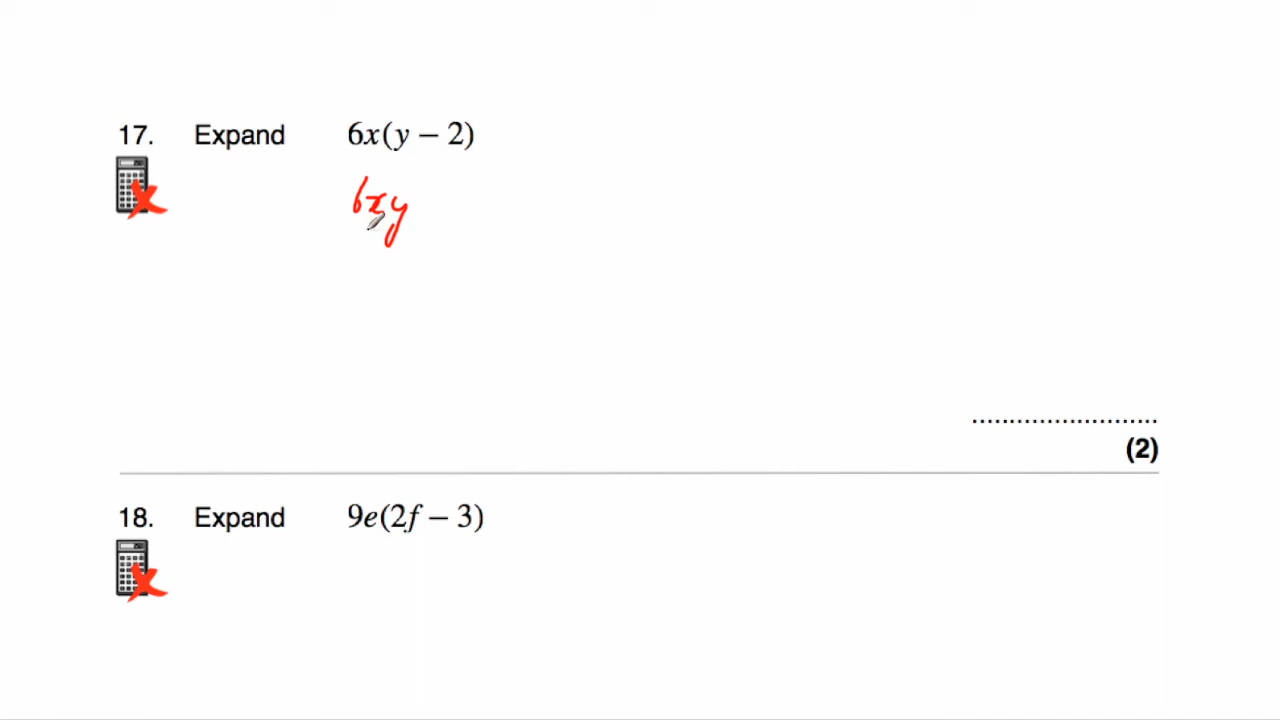 17. Expand 6x(y − 2)
6xy
........................
(2)
18. Expand 9e(2f − 3)